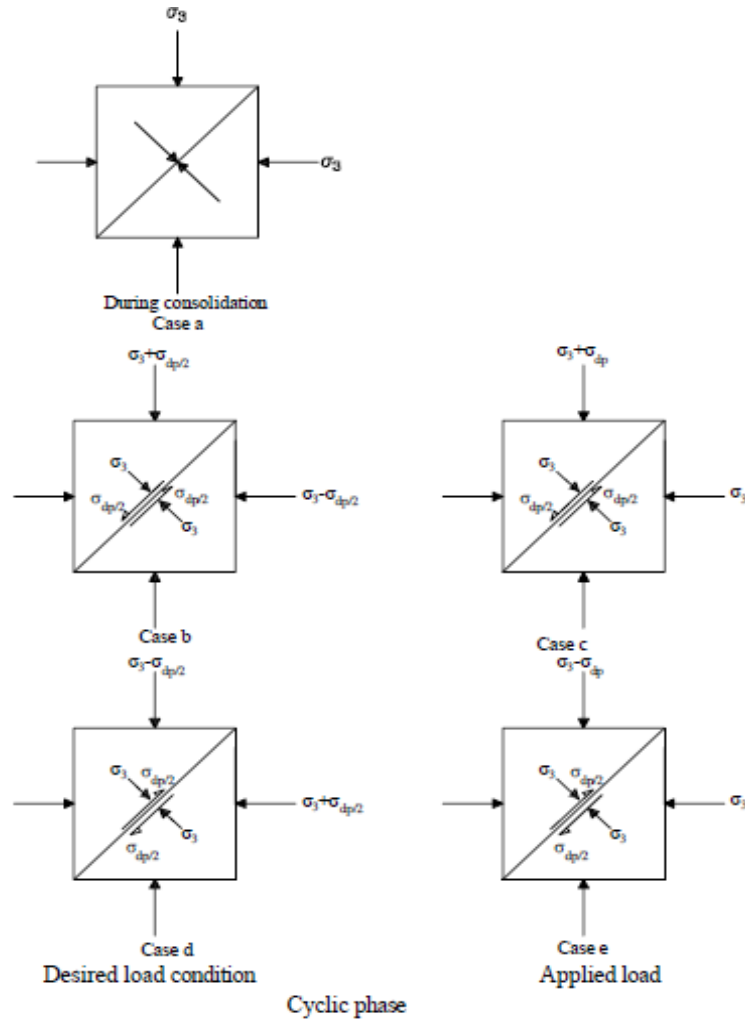 σ₃
σ₃
During consolidation
Case a
σ₃+σdp/2
σ₃+σdp
σ₃
σdp/2
σdp/2
σ₃
σ₃-σdp/2
σ₃
σdp/2
σdp/2
σ₃
σ₃
Case b
Case c
σ₃-σdp/2
σ₃-σdp
σ₃
σdp/2
σ₃
σdp/2
σ₃+σdp/2
σ₃
σdp/2
σ₃
σdp/2
σ₃
Case d
Case e
Desired load condition
Applied load
Cyclic phase